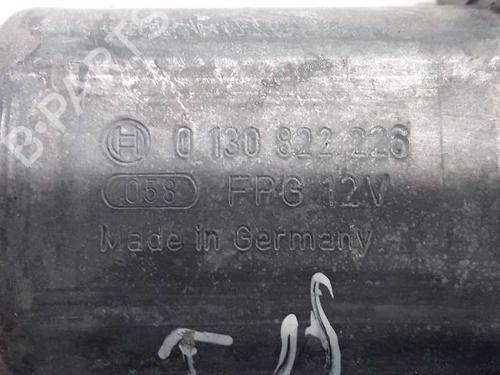 B-PARTS
H 0 130 822 226
058 FPG 12V
Made in Germany